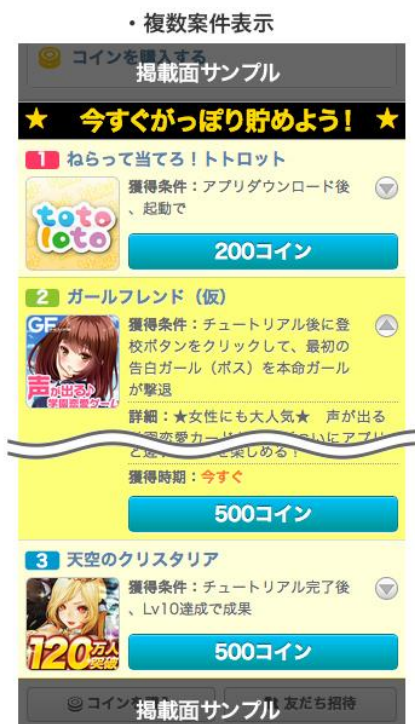 ・複数案件表示
コインを購入する
掲載面サンプル
★ 今すぐがっぽり貯めよう！ ★
1 ねらって当てろ！トトロット
toto
loto
獲得条件：アプリダウンロード後
、起動で
200コイン
2 ガールフレンド（仮）
GF
声が出る♪
学園恋愛ゲーム
獲得条件：チュートリアル後に登
校ボタンをクリックして、最初の
告白ガール（ボス）を本命ガール
が撃退
詳細：★女性にも大人気★ 声が出る
獲得時期：今すぐ
500コイン
3 天空のクリスタリア
120万人
突破
獲得条件：チュートリアル完了後
、Lv10達成で成果
500コイン
コインを購入
友だち招待
掲載面サンプル